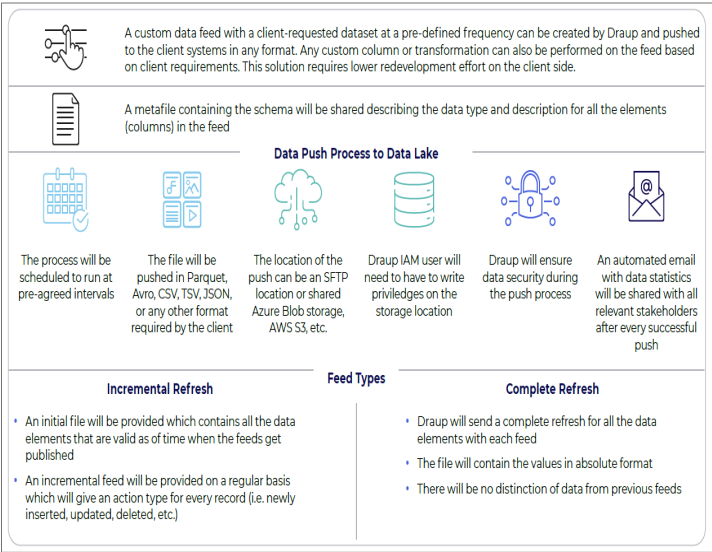 A custom data feed with a client-requested dataset at a pre-defined frequency can be created by Draup and pushed
to the client systems in any format. Any custom column or transformation can also be performed on the feed based
on client requirements. This solution requires lower redevelopment effort on the client side.
A metafile containing the schema will be shared describing the data type and description for all the elements
(columns) in the feed
Data Push Process to Data Lake
The process will be
scheduled to run at
pre-agreed intervals
The file will be
pushed in Parquet,
Avro, CSV, TSV, JSON,
or any other format
required by the client
The location of the
push can be an SFTP
location or shared
Azure Blob storage,
AWS S3, etc.
Draup IAM user will
need to have to write
priviledges on the
storage location
Draup will ensure
data security during
the push process
@
An automated email
with data statistics
will be shared with all
relevant stakeholders
after every successful
push
Feed Types
Incremental Refresh
• An initial file will be provided which contains all the data
elements that are valid as of time when the feeds get
published
• An incremental feed will be provided on a regular basis
which will give an action type for every record (i.e. newly
inserted, updated, deleted, etc.)
Complete Refresh
• Draup will send a complete refresh for all the data
elements with each feed
• The file will contain the values in absolute format
• There will be no distinction of data from previous feeds